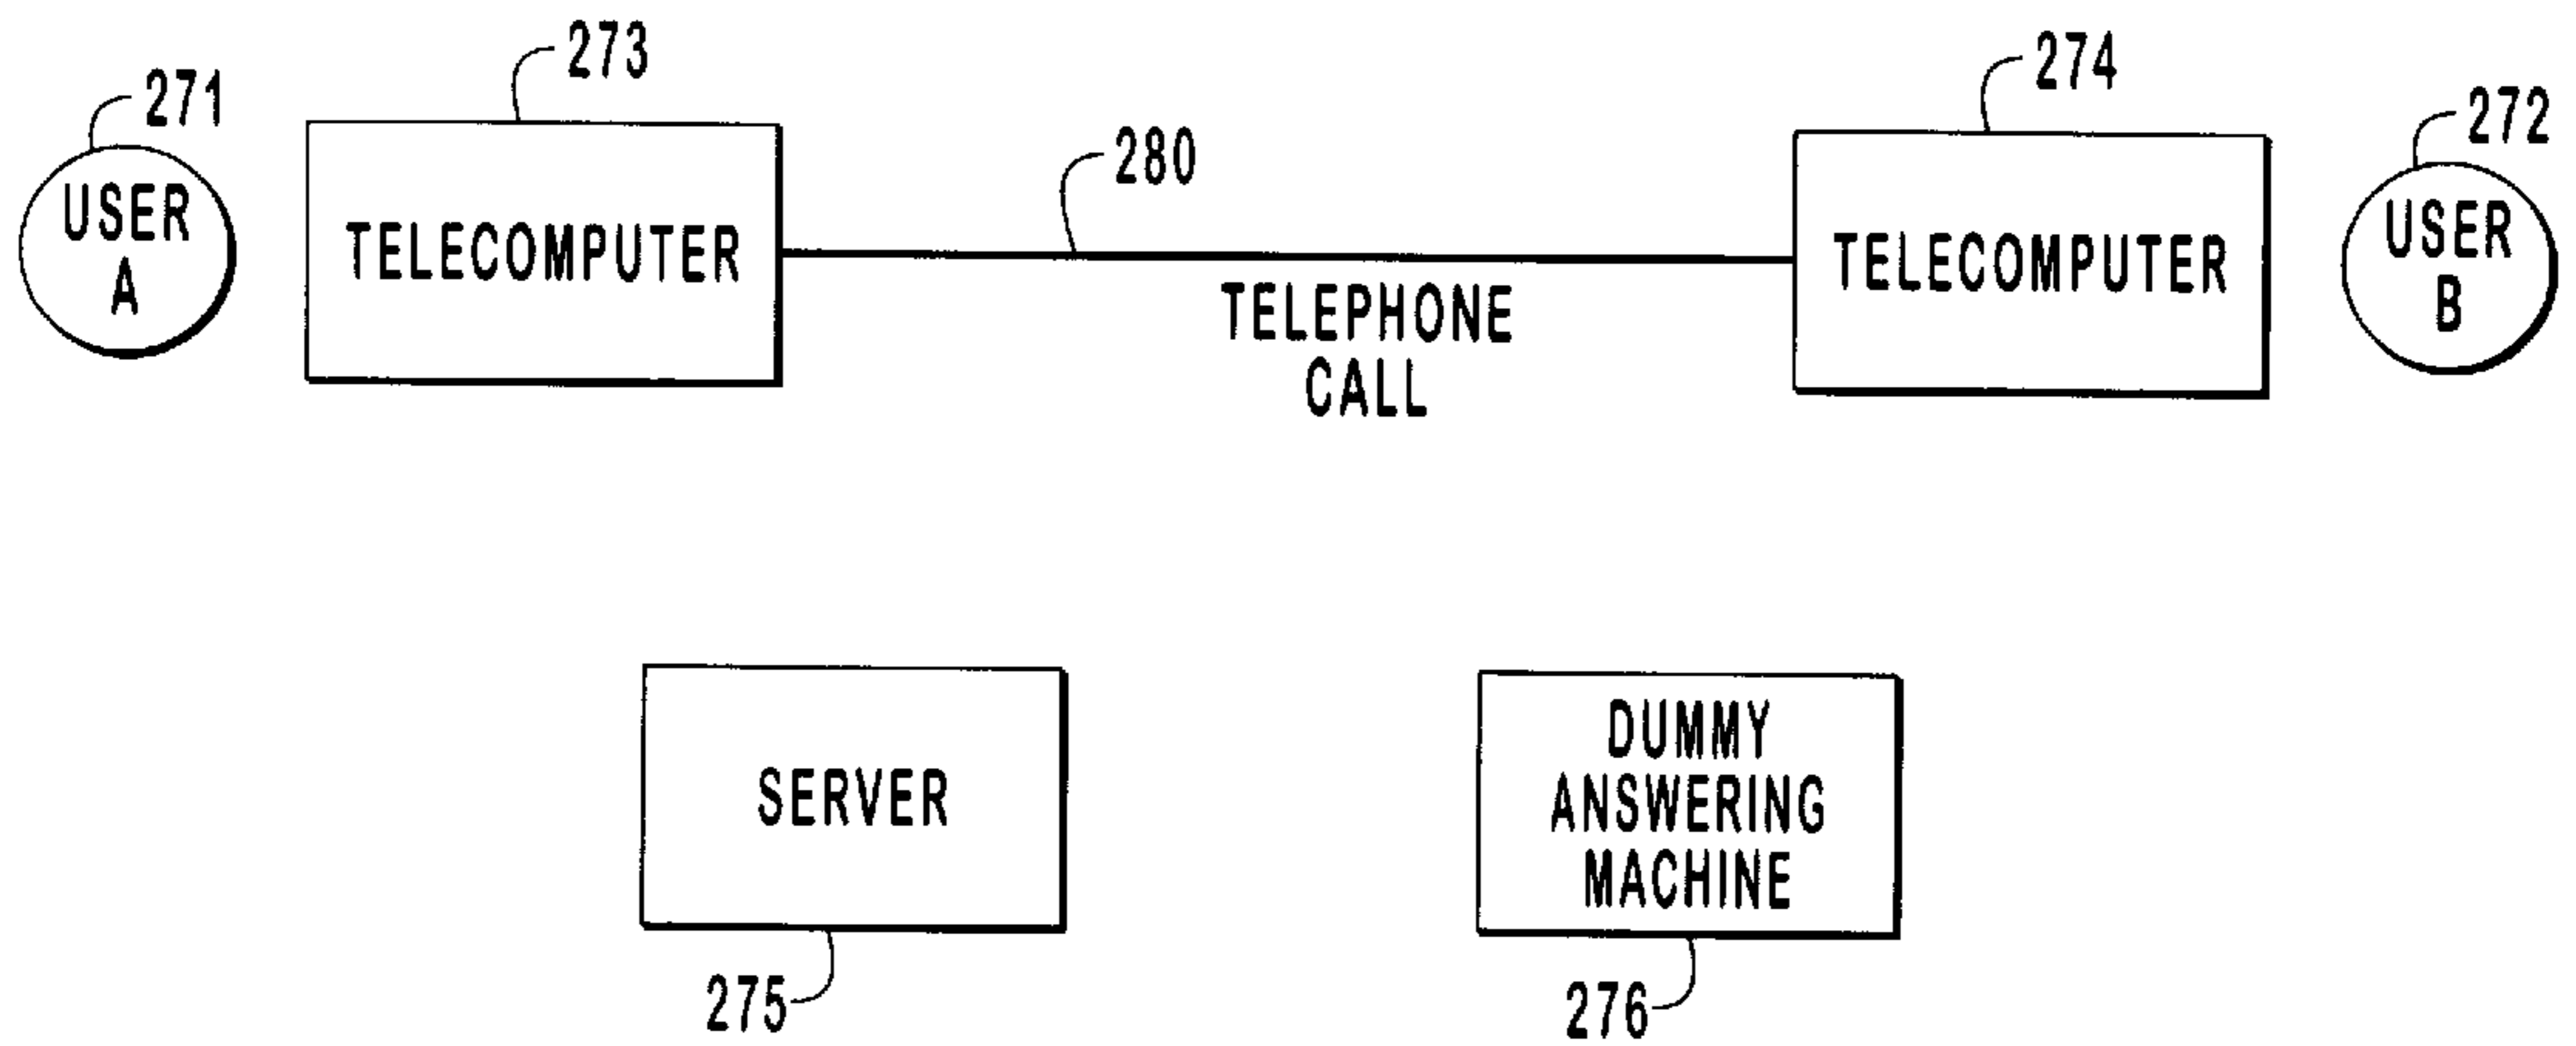 273
274
271
272
280
USER
A
TELECOMPUTER
TELECOMPUTER
USER
B
TELEPHONE
CALL
SERVER
DUMMY
ANSWERING
MACHINE
275
276